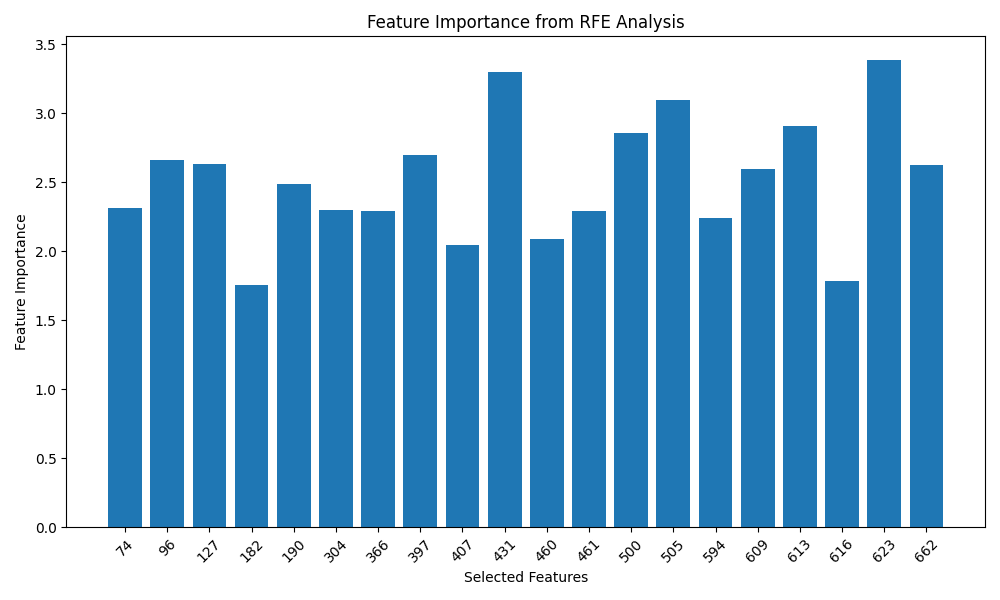 Feature Importance from RFE Analysis
Feature Importance
3.5
3.0
2.5
2.0
1.5
1.0
0.5
0.0
74 96 127 182 190 304 366 397 407 431 460 461 500 505 594 609 613 616 623 662
Selected Features